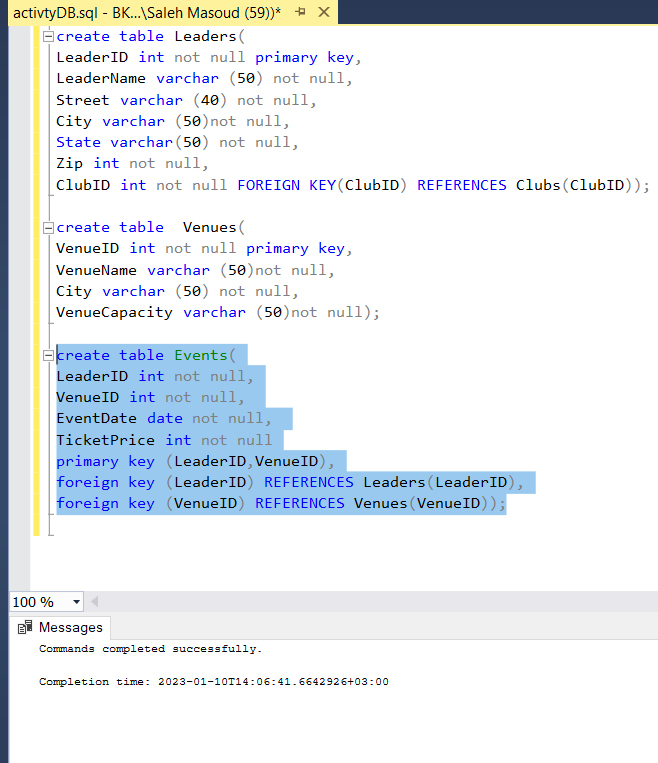 activtyDB.sql - BK...\Saleh Masoud (59))*
create table Leaders(
LeaderID int not null primary key,
LeaderName varchar (50) not null,
Street varchar (40) not null,
City varchar (50)not null,
State varchar(50) not null,
Zip int not null,
ClubID int not null FOREIGN KEY(ClubID) REFERENCES Clubs(ClubID));
create table  Venues(
VenueID int not null primary key,
VenueName varchar (50)not null,
City varchar (50) not null,
VenueCapacity varchar (50)not null);
create table Events(
LeaderID int not null,
VenueID int not null,
EventDate date not null,
TicketPrice int not null
primary key (LeaderID,VenueID),
foreign key (LeaderID) REFERENCES Leaders(LeaderID),
foreign key (VenueID) REFERENCES Venues(VenueID));
100 %
Messages
Commands completed successfully.
Completion time: 2023-01-10T14:06:41.6642926+03:00